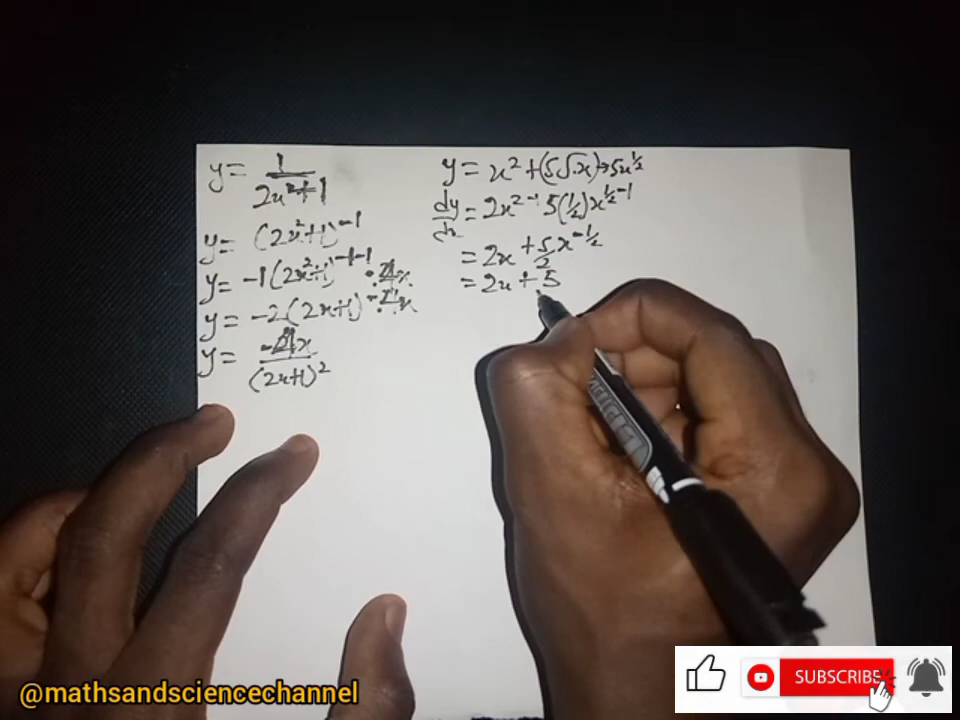 y = 1/(2x²+1)
y = (2x²+1)⁻¹
y = -1(2x²+1)⁻¹⁻¹ · 4x
y = -2(2x+1)
y = x/(2x+1)²
y = x² + (5√x) → 5x^½
dy/dx = 2x²⁻¹ 5(½)x^½⁻¹
= 2x + 5/2 x^-½
= 2x + 5
@mathsandsciencechannel
SUBSCRIBE